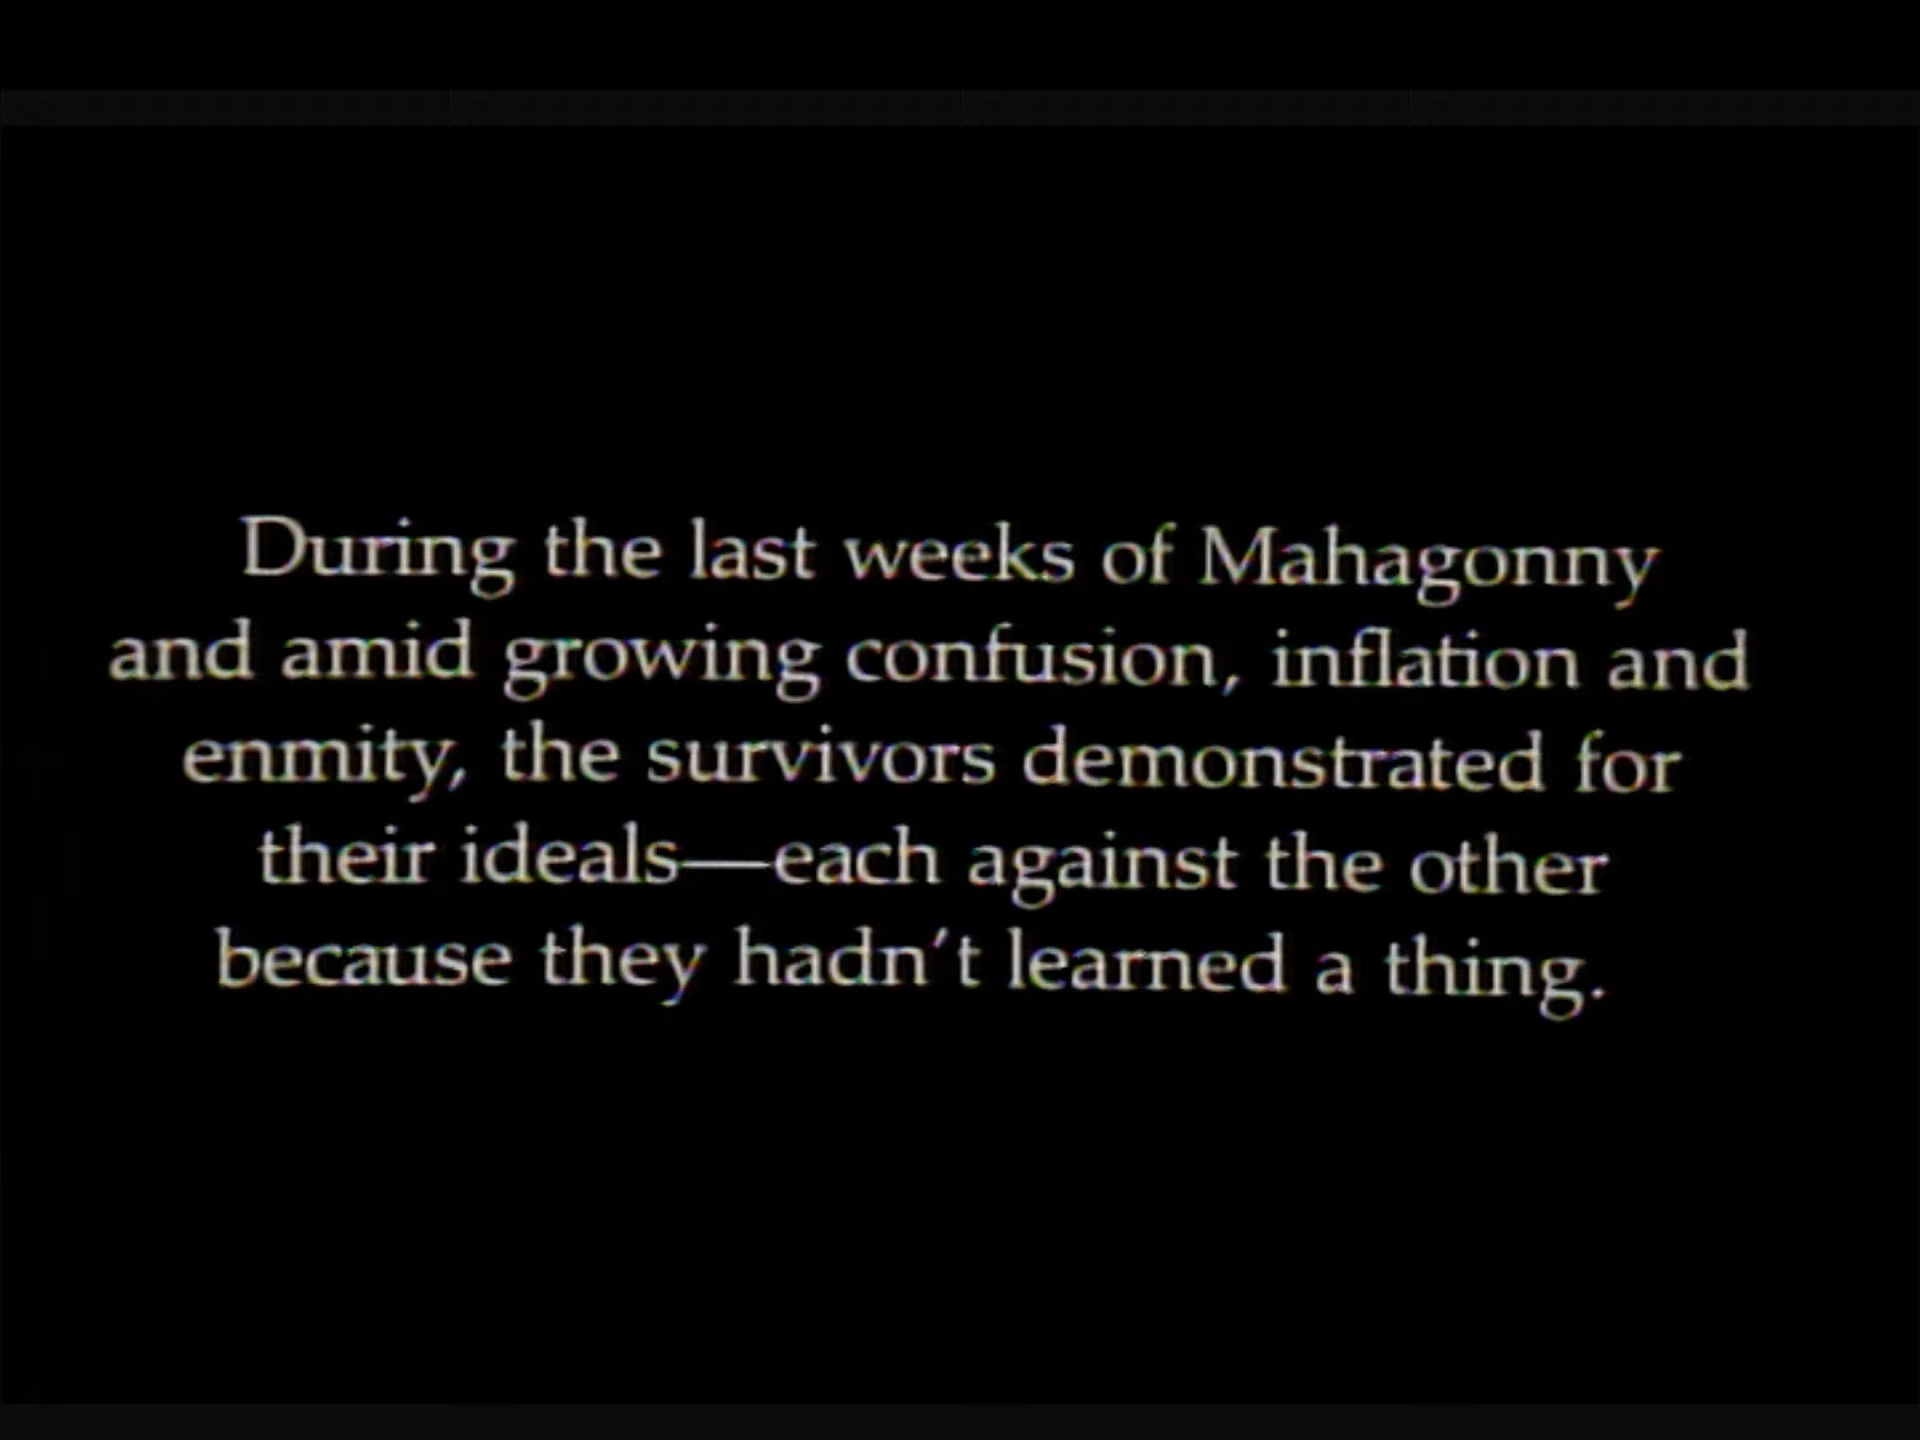 During the last weeks of Mahagonny
and amid growing confusion, inflation and
enmity, the survivors demonstrated for
their ideals—each against the other
because they hadn't learned a thing.